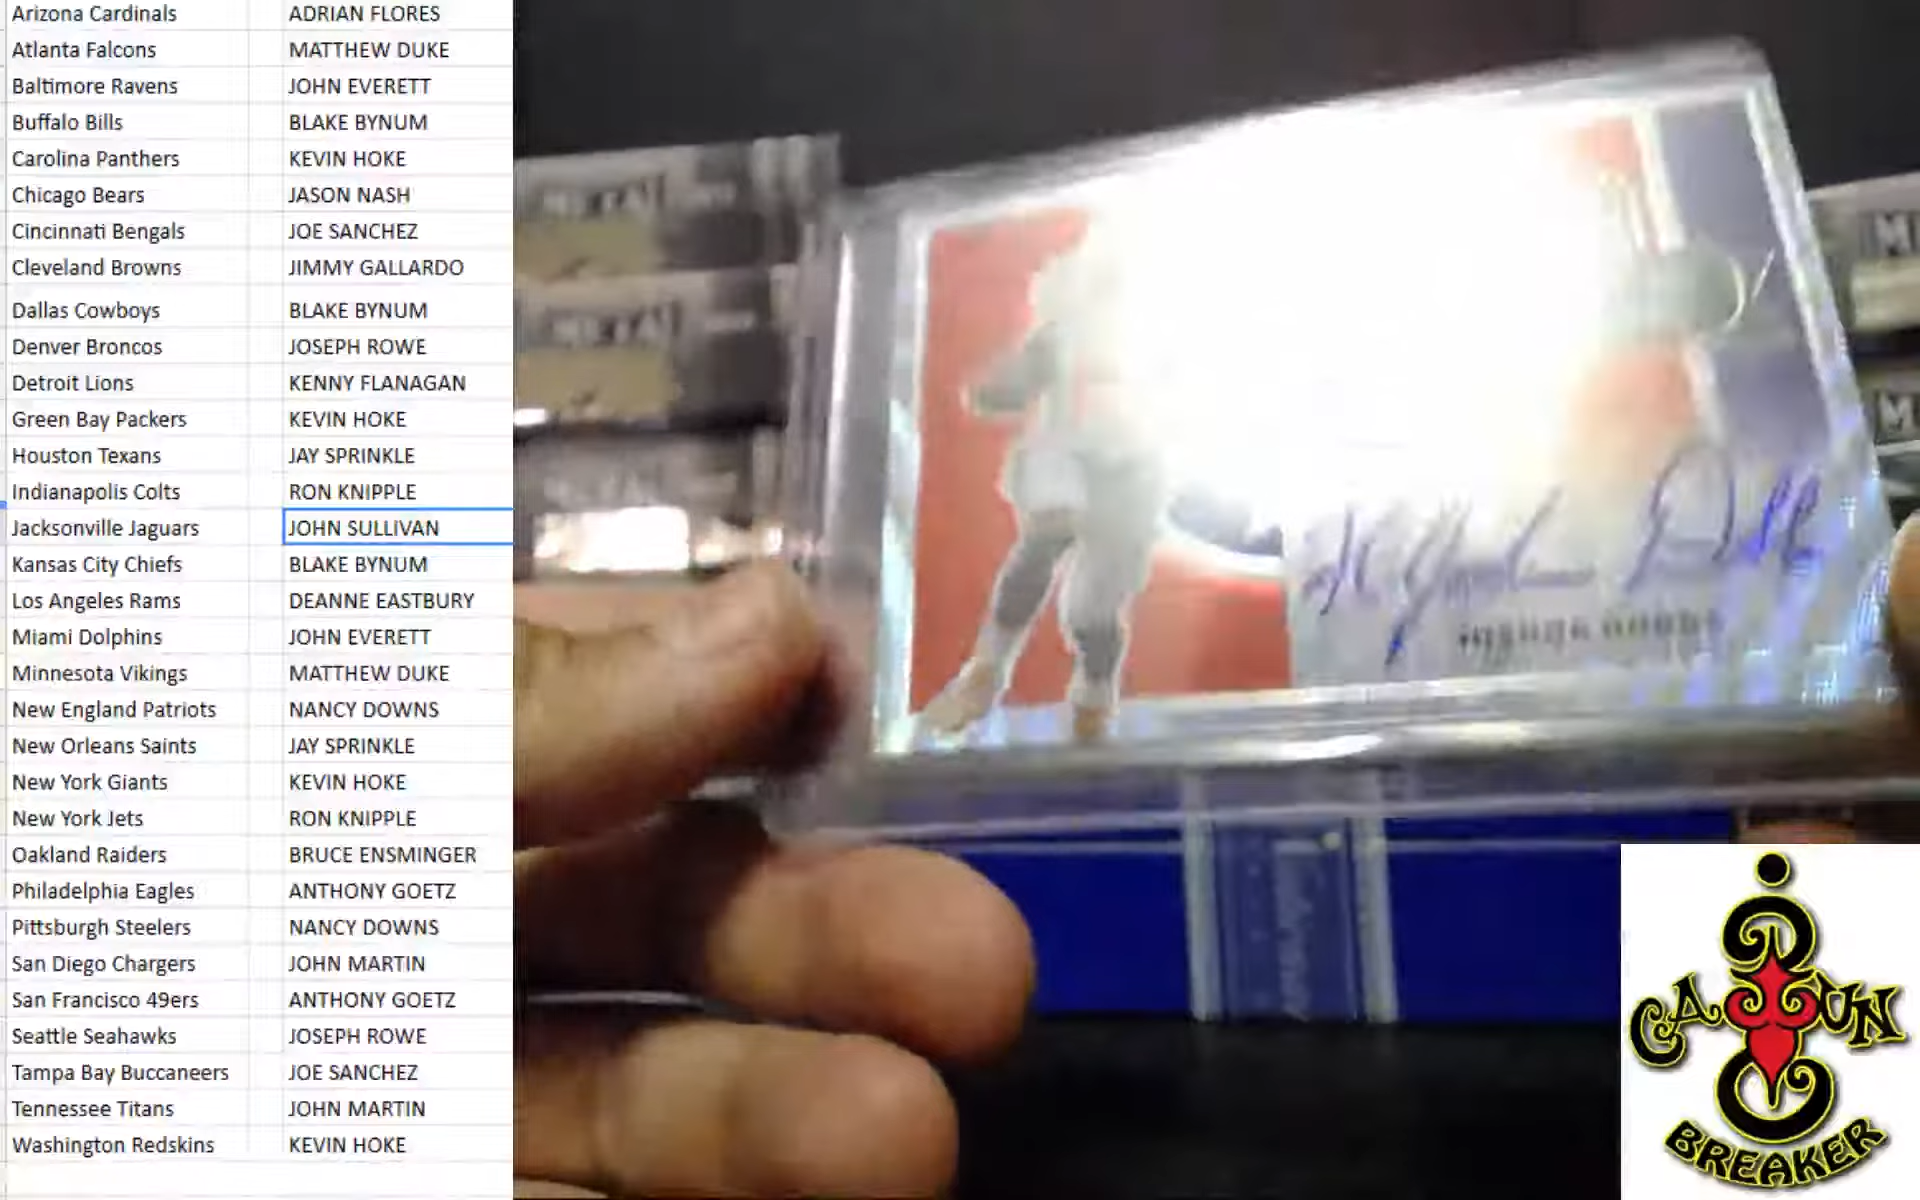 Arizona Cardinals ADRIAN FLORES
Atlanta Falcons MATTHEW DUKE
Baltimore Ravens JOHN EVERETT
Buffalo Bills BLAKE BYNUM
Carolina Panthers KEVIN HOKE
Chicago Bears JASON NASH
Cincinnati Bengals JOE SANCHEZ
Cleveland Browns JIMMY GALLARDO
Dallas Cowboys BLAKE BYNUM
Denver Broncos JOSEPH ROWE
Detroit Lions KENNY FLANAGAN
Green Bay Packers KEVIN HOKE
Houston Texans JAY SPRINKLE
Indianapolis Colts RON KNIPPLE
Jacksonville Jaguars JOHN SULLIVAN
Kansas City Chiefs BLAKE BYNUM
Los Angeles Rams DEANNE EASTBURY
Miami Dolphins JOHN EVERETT
Minnesota Vikings MATTHEW DUKE
New England Patriots NANCY DOWNS
New Orleans Saints JAY SPRINKLE
New York Giants KEVIN HOKE
New York Jets RON KNIPPLE
Oakland Raiders BRUCE ENSMINGER
Philadelphia Eagles ANTHONY GOETZ
Pittsburgh Steelers NANCY DOWNS
San Diego Chargers JOHN MARTIN
San Francisco 49ers ANTHONY GOETZ
Seattle Seahawks JOSEPH ROWE
Tampa Bay Buccaneers JOE SANCHEZ
Tennessee Titans JOHN MARTIN
Washington Redskins KEVIN HOKE
CAJUN
BREAKER